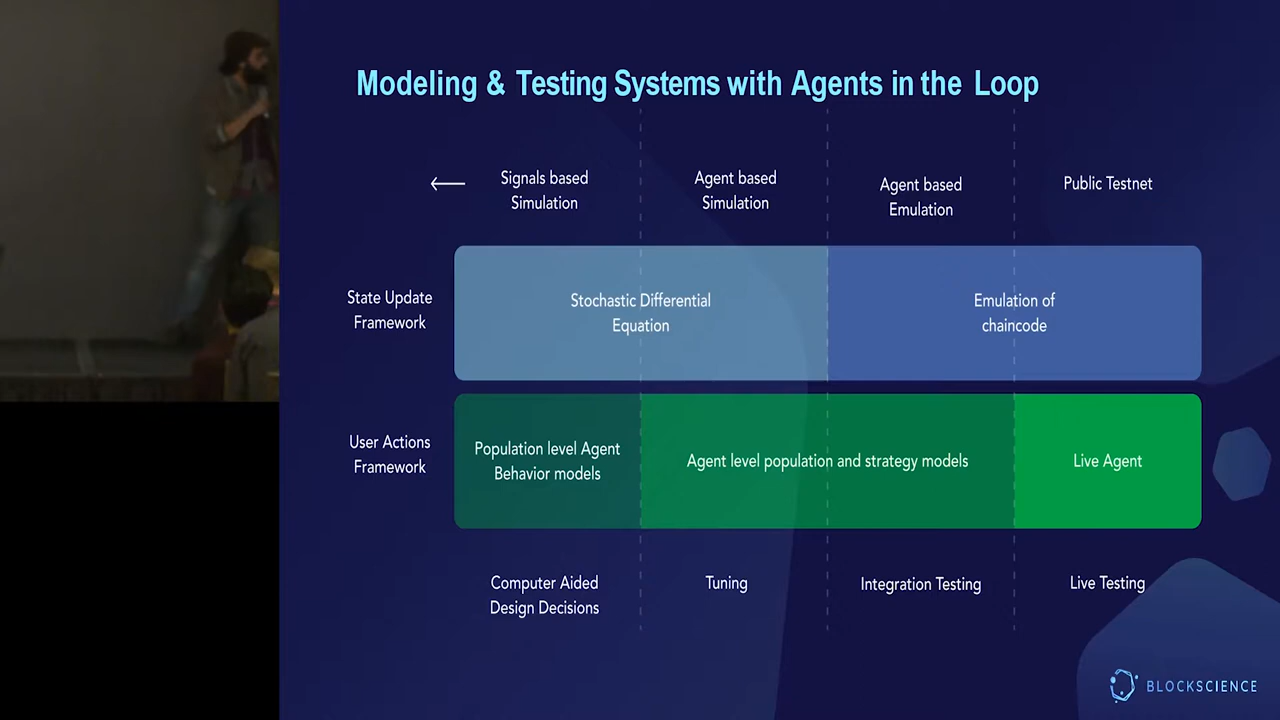 Modeling & Testing Systems with Agents in the Loop
Signals based
Simulation
Agent based
Simulation
Agent based
Emulation
Public Testnet
State Update
Framework
Stochastic Differential
Equation
Emulation of
chaincode
User Actions
Framework
Population level Agent
Behavior models
Agent level population and strategy models
Live Agent
Computer Aided
Design Decisions
Tuning
Integration Testing
Live Testing
BLOCKSCIENCE